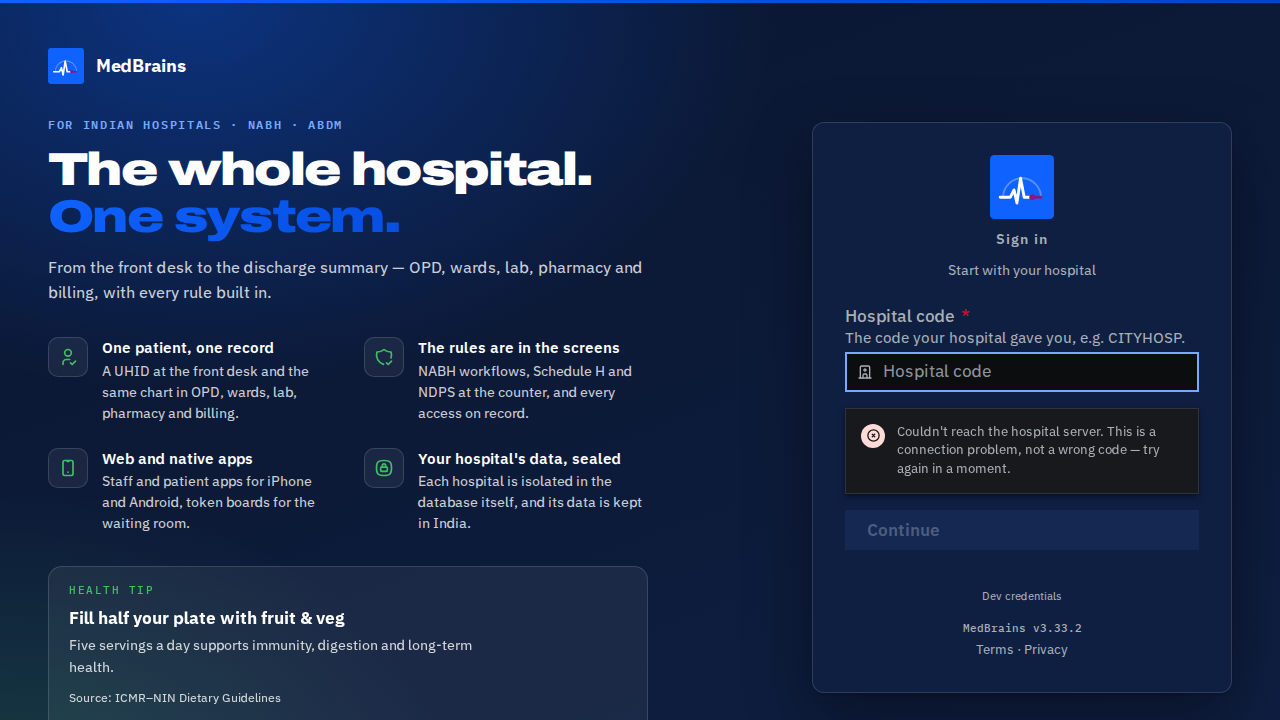 MedBrains
FOR INDIAN HOSPITALS · NABH · ABDM
The whole hospital.
One system.
From the front desk to the discharge summary — OPD, wards, lab, pharmacy and
billing, with every rule built in.
One patient, one record
A UHID at the front desk and the
same chart in OPD, wards, lab,
pharmacy and billing.
The rules are in the screens
NABH workflows, Schedule H and
NDPS at the counter, and every
access on record.
Web and native apps
Staff and patient apps for iPhone
and Android, token boards for the
waiting room.
Your hospital's data, sealed
Each hospital is isolated in the
database itself, and its data is kept
in India.
HEALTH TIP
Fill half your plate with fruit & veg
Five servings a day supports immunity, digestion and long-term
health.
Source: ICMR–NIN Dietary Guidelines
Sign in
Start with your hospital
Hospital code *
The code your hospital gave you, e.g. CITYHOSP.
Hospital code
Couldn't reach the hospital server. This is a
connection problem, not a wrong code — try
again in a moment.
Continue
Dev credentials
MedBrains v3.33.2
Terms · Privacy